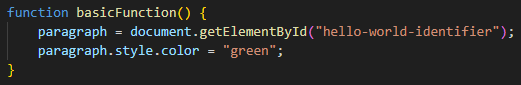 function basicFunction() {
    paragraph = document.getElementById("hello-world-identifier");
    paragraph.style.color = "green";
}